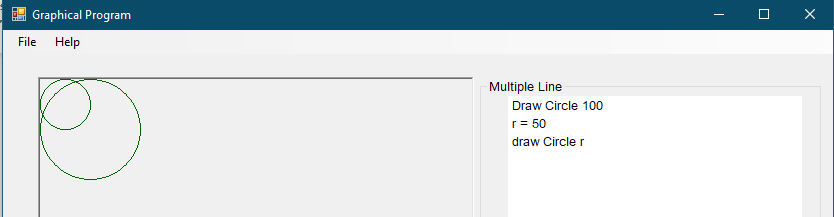 Graphical Program
File Help
Multiple Line
Draw Circle 100
r = 50
draw Circle r